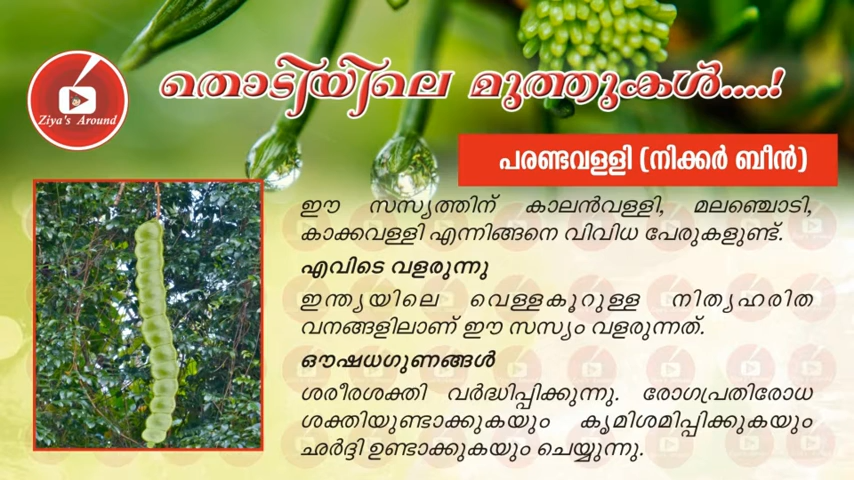 തൊടിയിലെ മുത്തുകൾ.....!
Ziya's Around
പരണ്ടവള്ളി (നിക്കർ ബീൻ)
ഈ സസ്യത്തിന് കാലൻവള്ളി, മലഞ്ചൊടി,
കാക്കവള്ളി എന്നിങ്ങനെ വിവിധ പേരുകളുണ്ട്.
എവിടെ വളരുന്നു
ഇന്ത്യയിലെ വെള്ളകൂറുള്ള നിത്യഹരിത
വനങ്ങളിലാണ് ഈ സസ്യം വളരുന്നത്.
ഔഷധഗുണങ്ങൾ
ശരീരശക്തി വർദ്ധിപ്പിക്കുന്നു. രോഗപ്രതിരോധ
ശക്തിയുണ്ടാക്കുകയും കൃമിശമിപ്പിക്കുകയും
ഛർദ്ദി ഉണ്ടാക്കുകയും ചെയ്യുന്നു.